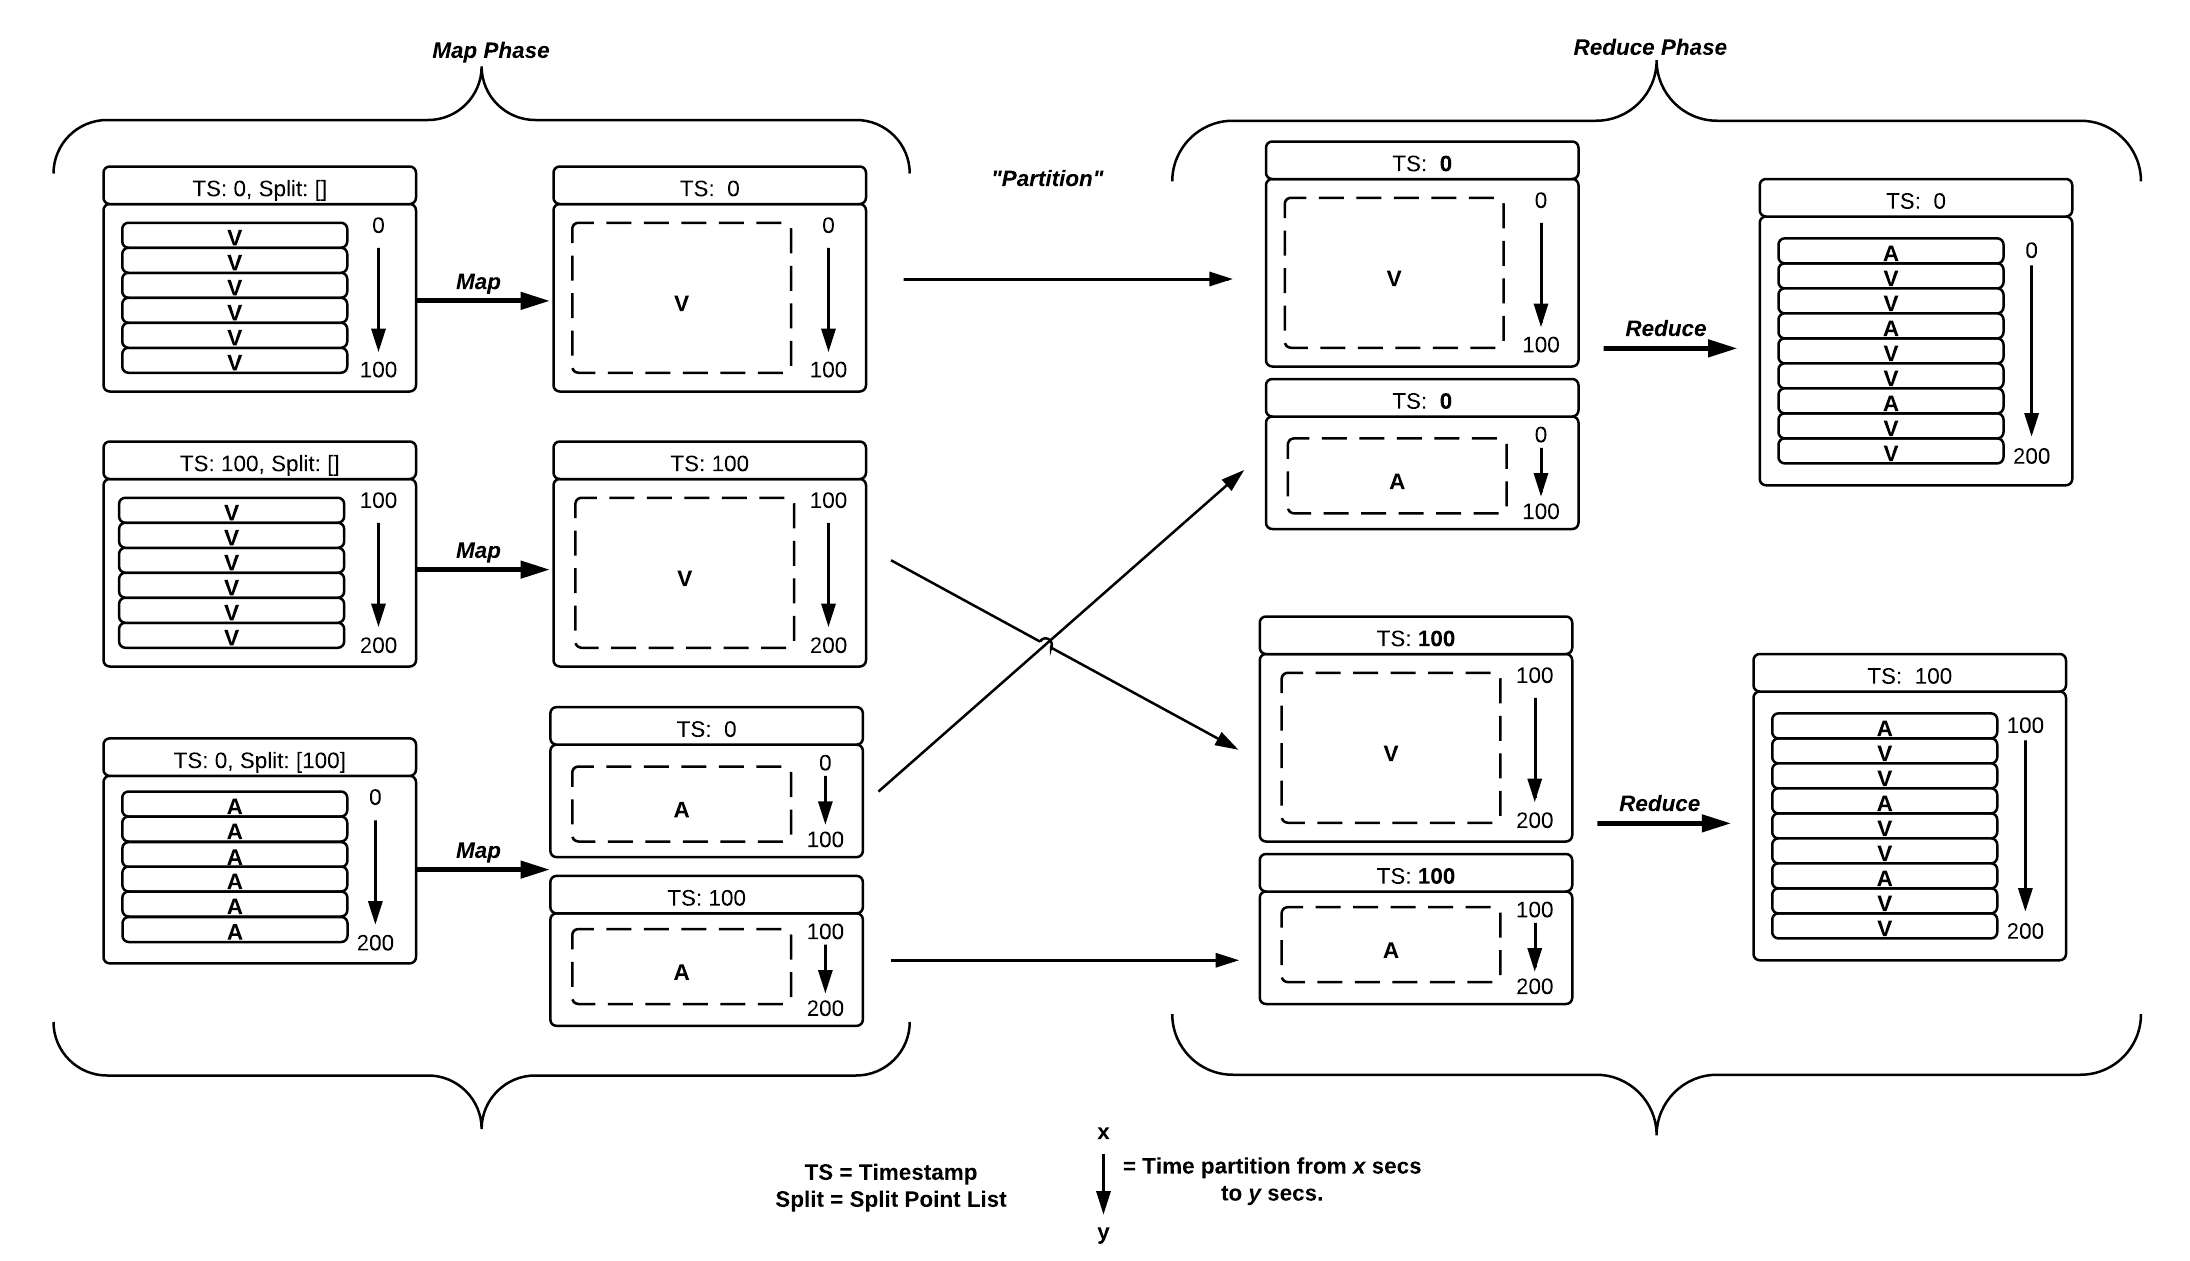 Map Phase
Reduce Phase
"Partition"
TS: 0, Split: []
V
V
V
V
V
V
0
100
Map
TS: 0
V
0
100
TS: 100, Split: []
V
V
V
V
V
V
100
200
Map
TS: 100
V
100
200
TS: 0, Split: [100]
A
A
A
A
A
A
0
200
Map
TS: 0
A
0
100
TS: 100
A
100
200
TS: 0
V
0
100
TS: 0
A
0
100
Reduce
TS: 0
A
V
V
A
V
V
A
V
V
0
200
TS: 100
V
100
200
TS: 100
A
100
200
Reduce
TS: 100
A
V
V
A
V
V
A
V
V
100
200
TS = Timestamp
Split = Split Point List
x
= Time partition from x secs
to y secs.
y